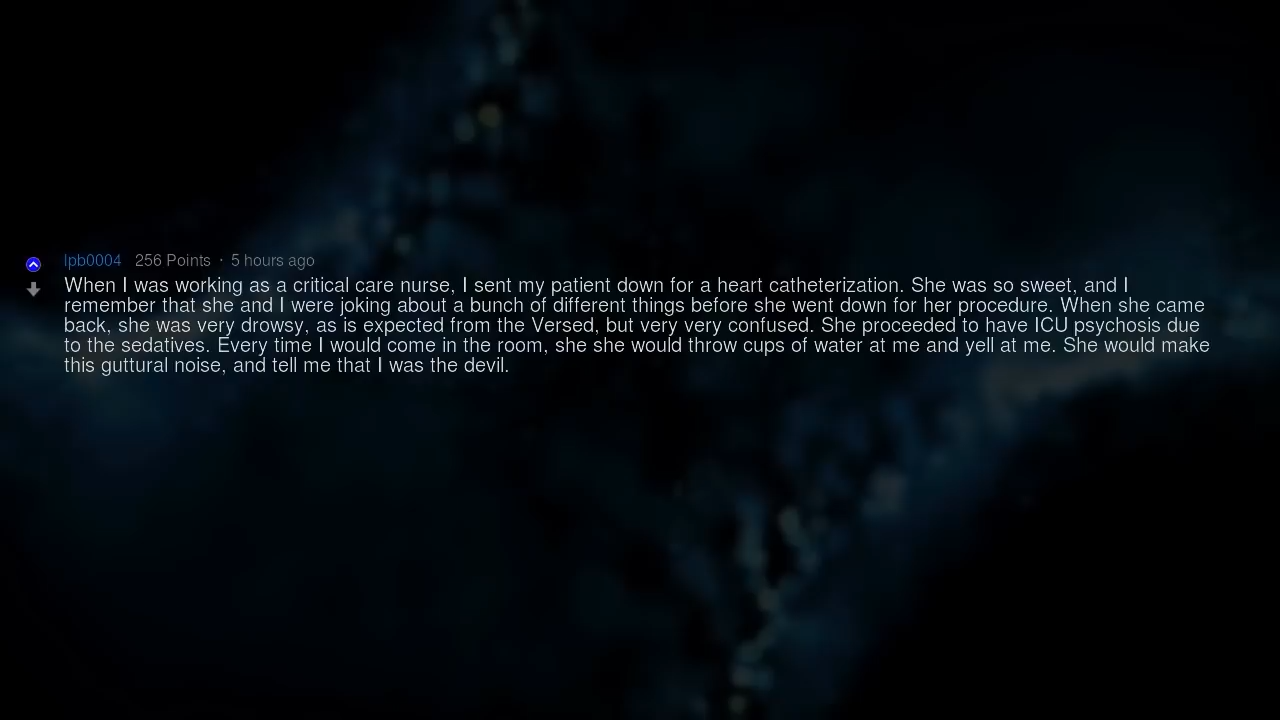 lpb0004 256 Points · 5 hours ago
When I was working as a critical care nurse, I sent my patient down for a heart catheterization. She was so sweet, and I
remember that she and I were joking about a bunch of different things before she went down for her procedure. When she came
back, she was very drowsy, as is expected from the Versed, but very very confused. She proceeded to have ICU psychosis due
to the sedatives. Every time I would come in the room, she she would throw cups of water at me and yell at me. She would make
this guttural noise, and tell me that I was the devil.